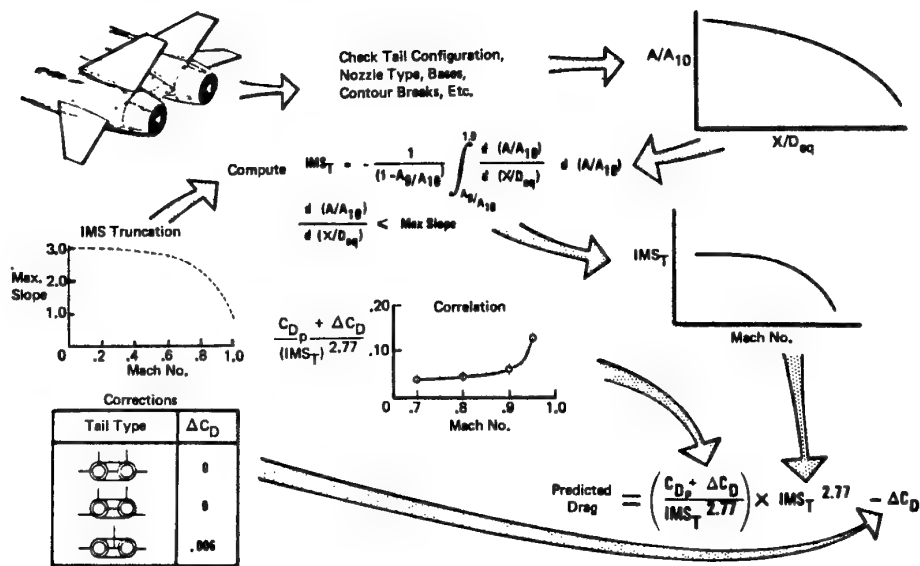 Check Tail Configuration,
Nozzle Type, Bases,
Contour Breaks, Etc.
A/A10
X/Deq
Compute IMST = - 1 / (1-A9/A10) ∫ A9/A10 1.0 d (A/A10) / d (X/Deq) d (A/A10)
d (A/A10) / d (X/Deq) < Max Slope
IMS Truncation
Max.
Slope
3.0
2.0
1.0
0 .2 .4 .6 .8 1.0
Mach No.
IMST
Mach No.
Correlation
CDp + ΔCD / (IMST) 2.77
.20
.10
0
.7 .8 .9 1.0
Mach No.
Corrections
Tail Type ΔCD
0
0
.006
Predicted
Drag = ( CDp + ΔCD / IMST 2.77 ) × IMST 2.77 - ΔCD